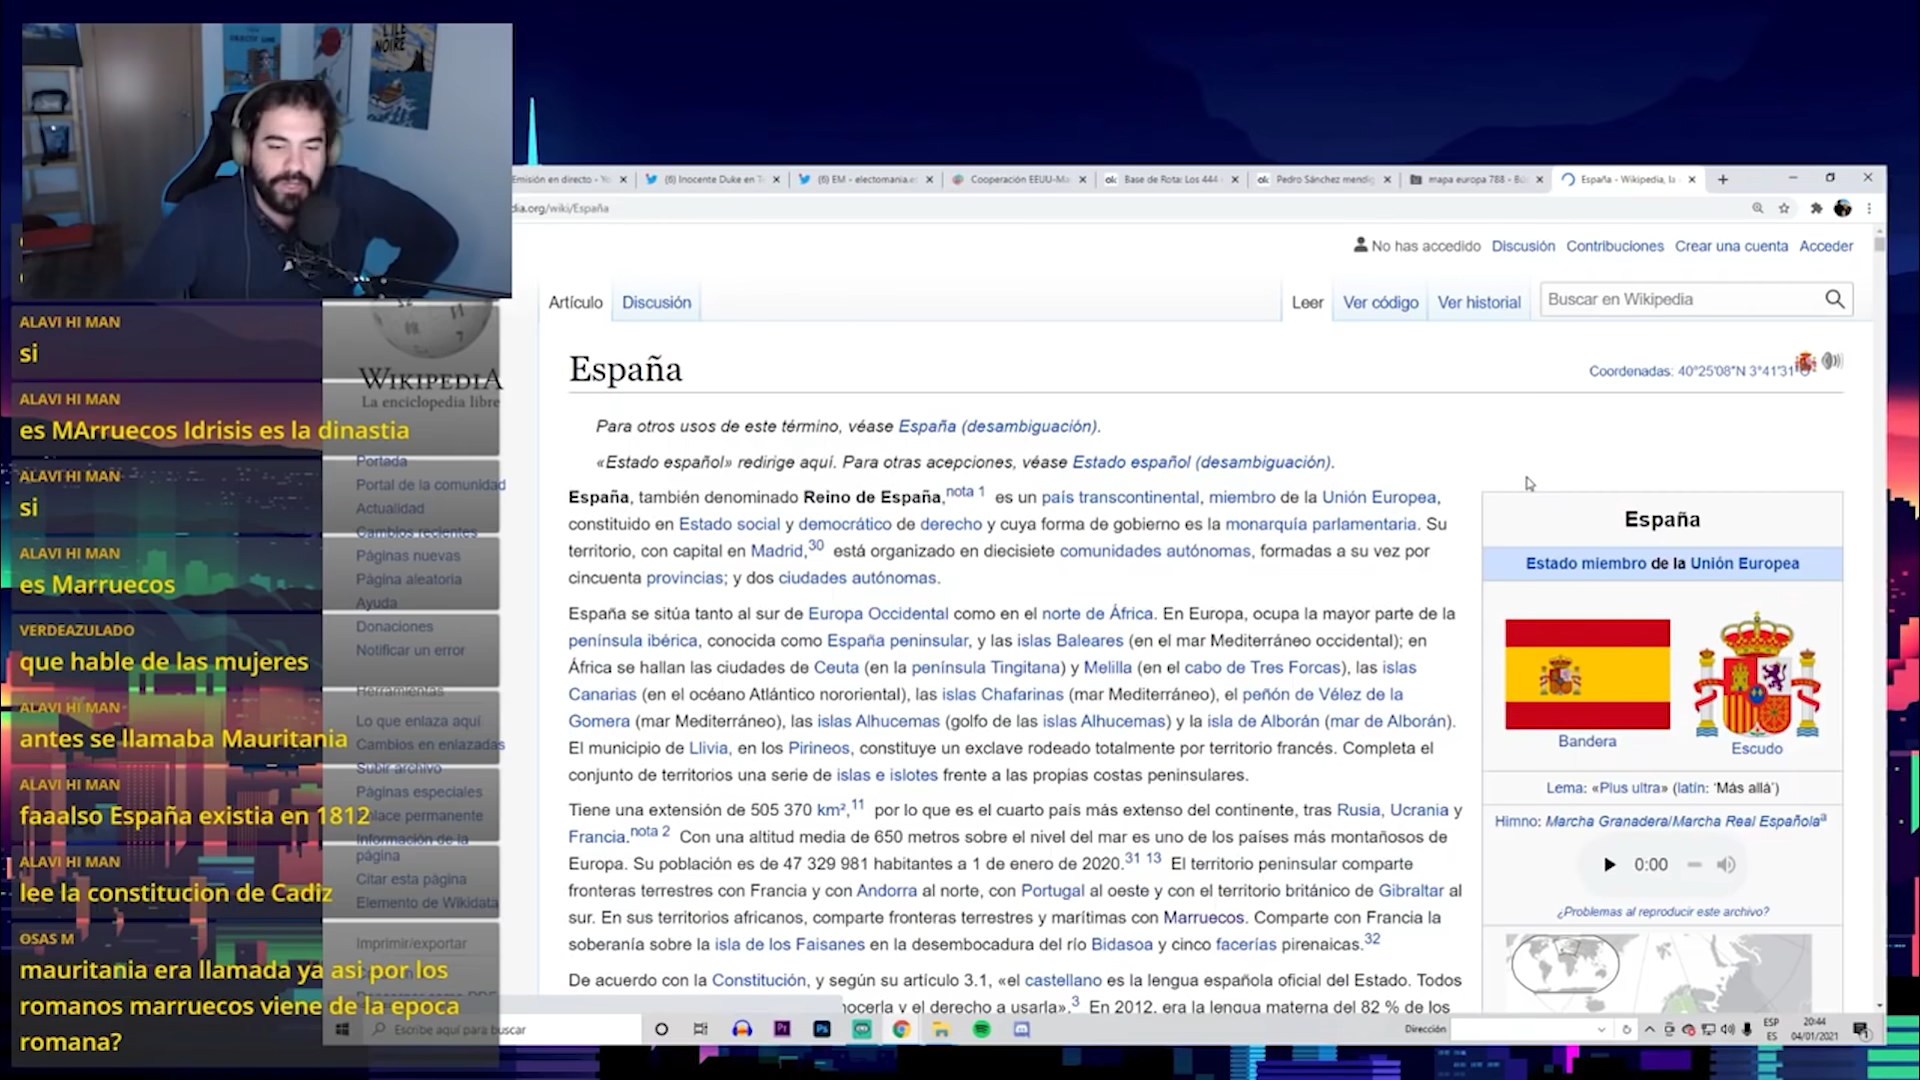 OBJECTIF LUNE
L'ILE NOIRE
ALAVI HI MAN
si
ALAVI HI MAN
es MArruecos Idrisis es la dinastia
ALAVI HI MAN
si
ALAVI HI MAN
es Marruecos
VERDEAZULADO
que hable de las mujeres
ALAVI HI MAN
antes se llamaba Mauritania
ALAVI HI MAN
faaalso España existia en 1812
ALAVI HI MAN
lee la constitucion de Cadiz
OSAS M
mauritania era llamada ya asi por los
romanos marruecos viene de la epoca
romana?
Emisión en directo - Yo
(6) Inocente Duke en T
(6) EM - electomania.e
Cooperación EEUU-Ma
ok Base de Rota: Los 444
ok Pedro Sánchez mendig
mapa europa 788 - Bú
España - Wikipedia, la
dia.org/wiki/España
No has accedido Discusión Contribuciones Crear una cuenta Acceder
Artículo Discusión Leer Ver código Ver historial Buscar en Wikipedia
WIKIPEDIA
La enciclopedia libre
Portada
Portal de la comunidad
Actualidad
Cambios recientes
Páginas nuevas
Página aleatoria
Ayuda
Donaciones
Notificar un error
Herramientas
Lo que enlaza aquí
Cambios en enlazadas
Subir archivo
Páginas especiales
Enlace permanente
Información de la
página
Citar esta página
Elemento de Wikidata
Imprimir/exportar
España
Coordenadas: 40°25′08″N 3°41′31″O
Para otros usos de este término, véase España (desambiguación).
«Estado español» redirige aquí. Para otras acepciones, véase Estado español (desambiguación).
España, también denominado Reino de España,nota 1 es un país transcontinental, miembro de la Unión Europea,
constituido en Estado social y democrático de derecho y cuya forma de gobierno es la monarquía parlamentaria. Su
territorio, con capital en Madrid,30 está organizado en diecisiete comunidades autónomas, formadas a su vez por
cincuenta provincias; y dos ciudades autónomas.
España se sitúa tanto al sur de Europa Occidental como en el norte de África. En Europa, ocupa la mayor parte de la
península ibérica, conocida como España peninsular, y las islas Baleares (en el mar Mediterráneo occidental); en
África se hallan las ciudades de Ceuta (en la península Tingitana) y Melilla (en el cabo de Tres Forcas), las islas
Canarias (en el océano Atlántico nororiental), las islas Chafarinas (mar Mediterráneo), el peñón de Vélez de la
Gomera (mar Mediterráneo), las islas Alhucemas (golfo de las islas Alhucemas) y la isla de Alborán (mar de Alborán).
El municipio de Llivia, en los Pirineos, constituye un exclave rodeado totalmente por territorio francés. Completa el
conjunto de territorios una serie de islas e islotes frente a las propias costas peninsulares.
Tiene una extensión de 505 370 km²,11 por lo que es el cuarto país más extenso del continente, tras Rusia, Ucrania y
Francia.nota 2 Con una altitud media de 650 metros sobre el nivel del mar es uno de los países más montañosos de
Europa. Su población es de 47 329 981 habitantes a 1 de enero de 2020.31 13 El territorio peninsular comparte
fronteras terrestres con Francia y con Andorra al norte, con Portugal al oeste y con el territorio británico de Gibraltar al
sur. En sus territorios africanos, comparte fronteras terrestres y marítimas con Marruecos. Comparte con Francia la
soberanía sobre la isla de los Faisanes en la desembocadura del río Bidasoa y cinco facerías pirenaicas.32
De acuerdo con la Constitución, y según su artículo 3.1, «el castellano es la lengua española oficial del Estado. Todos
nocerla y el derecho a usarla».3 En 2012, era la lengua materna del 82 % de los
España
Estado miembro de la Unión Europea
Bandera
Escudo
Lema: «Plus ultra» (latín: ‘Más allá’)
Himno: Marcha Granadera/Marcha Real Españolaa
0:00
¿Problemas al reproducir este archivo?
Escribe aquí para buscar
Pr
Ps
Dirección
ESP
ES
20:44
04/01/2021